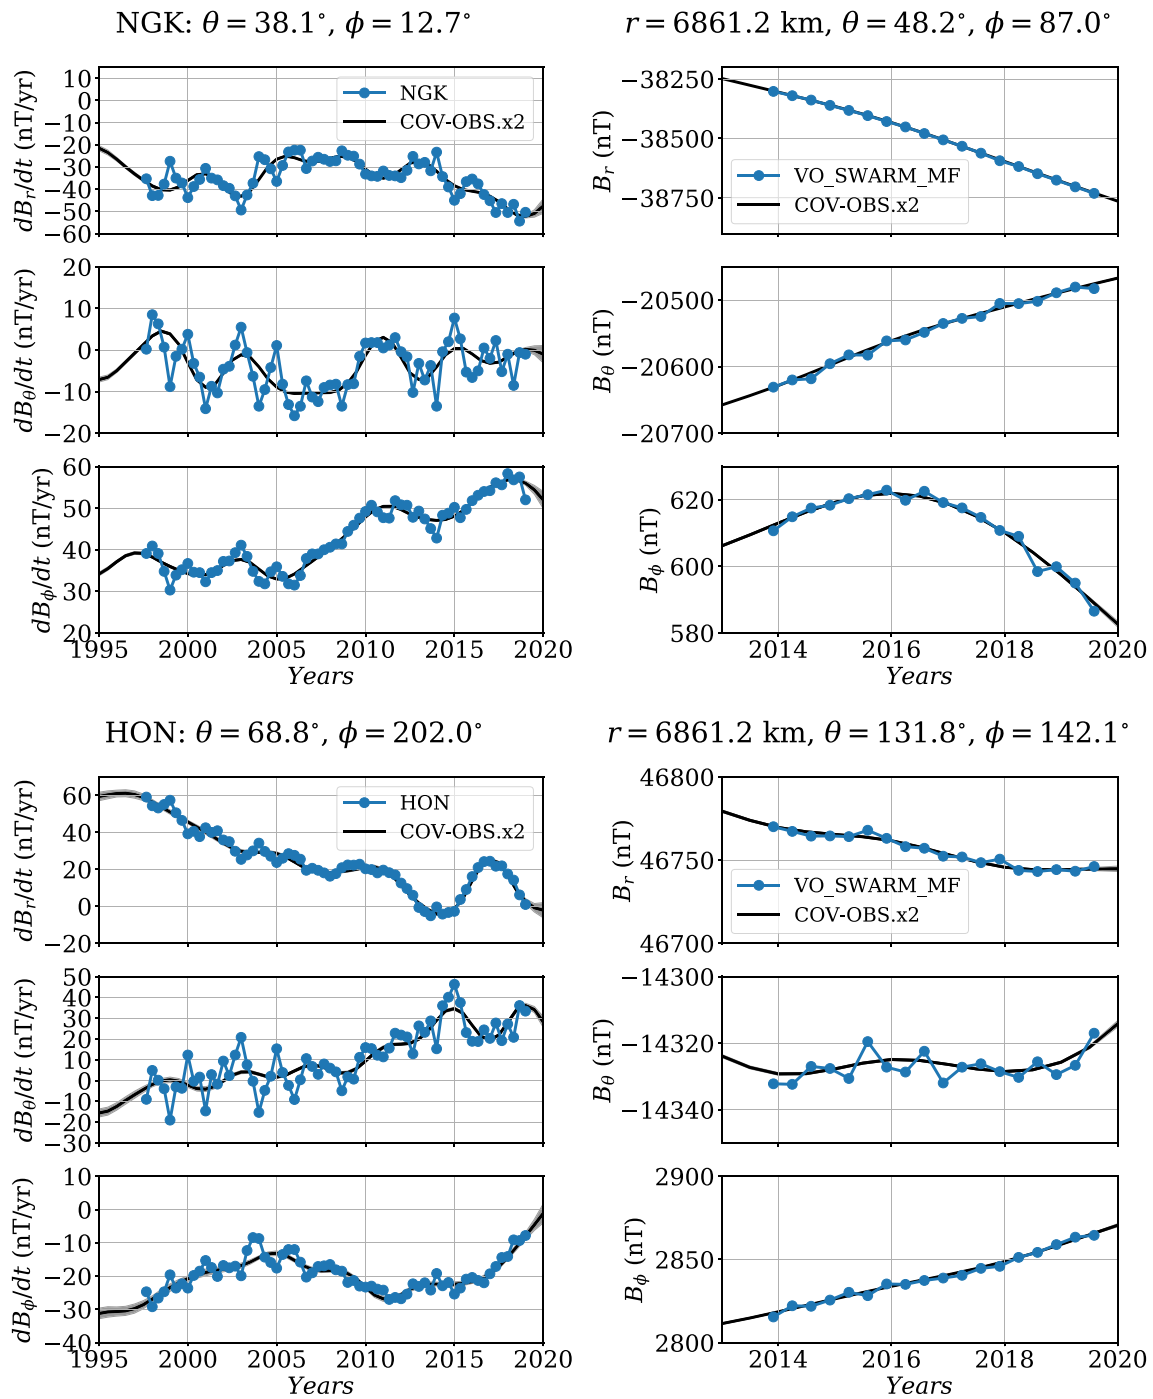 NGK: θ = 38.1°, ϕ = 12.7°
dB_r/dt (nT/yr)
10
0
−10
−20
−30
−40
−50
−60
NGK
COV-OBS.x2
dB_θ/dt (nT/yr)
20
10
0
−10
−20
dB_ϕ/dt (nT/yr)
60
50
40
30
20
1995 2000 2005 2010 2015 2020
Years
r = 6861.2 km, θ = 48.2°, ϕ = 87.0°
B_r (nT)
−38250
−38500
−38750
VO_SWARM_MF
COV-OBS.x2
B_θ (nT)
−20500
−20600
−20700
B_ϕ (nT)
620
600
580
2014 2016 2018 2020
Years
HON: θ = 68.8°, ϕ = 202.0°
dB_r/dt (nT/yr)
60
40
20
0
−20
HON
COV-OBS.x2
dB_θ/dt (nT/yr)
50
40
30
20
10
0
−10
−20
−30
dB_ϕ/dt (nT/yr)
10
0
−10
−20
−30
−40
1995 2000 2005 2010 2015 2020
Years
r = 6861.2 km, θ = 131.8°, ϕ = 142.1°
B_r (nT)
46800
46750
46700
VO_SWARM_MF
COV-OBS.x2
B_θ (nT)
−14300
−14320
−14340
B_ϕ (nT)
2900
2850
2800
2014 2016 2018 2020
Years